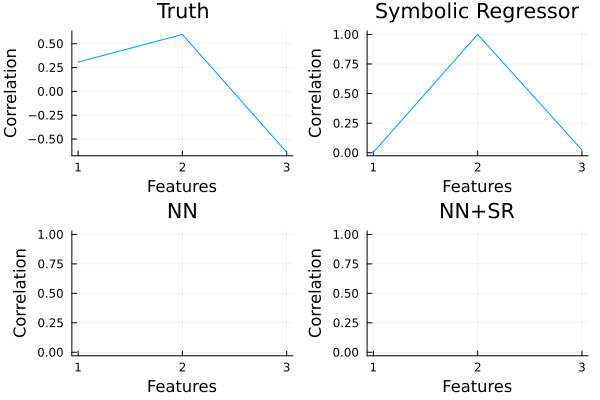 Truth
Correlation
0.50
0.25
0.00
−0.25
−0.50
1
2
3
Features
Symbolic Regressor
Correlation
1.00
0.75
0.50
0.25
0.00
1
2
3
Features
NN
Correlation
1.00
0.75
0.50
0.25
0.00
1
2
3
Features
NN+SR
Correlation
1.00
0.75
0.50
0.25
0.00
1
2
3
Features